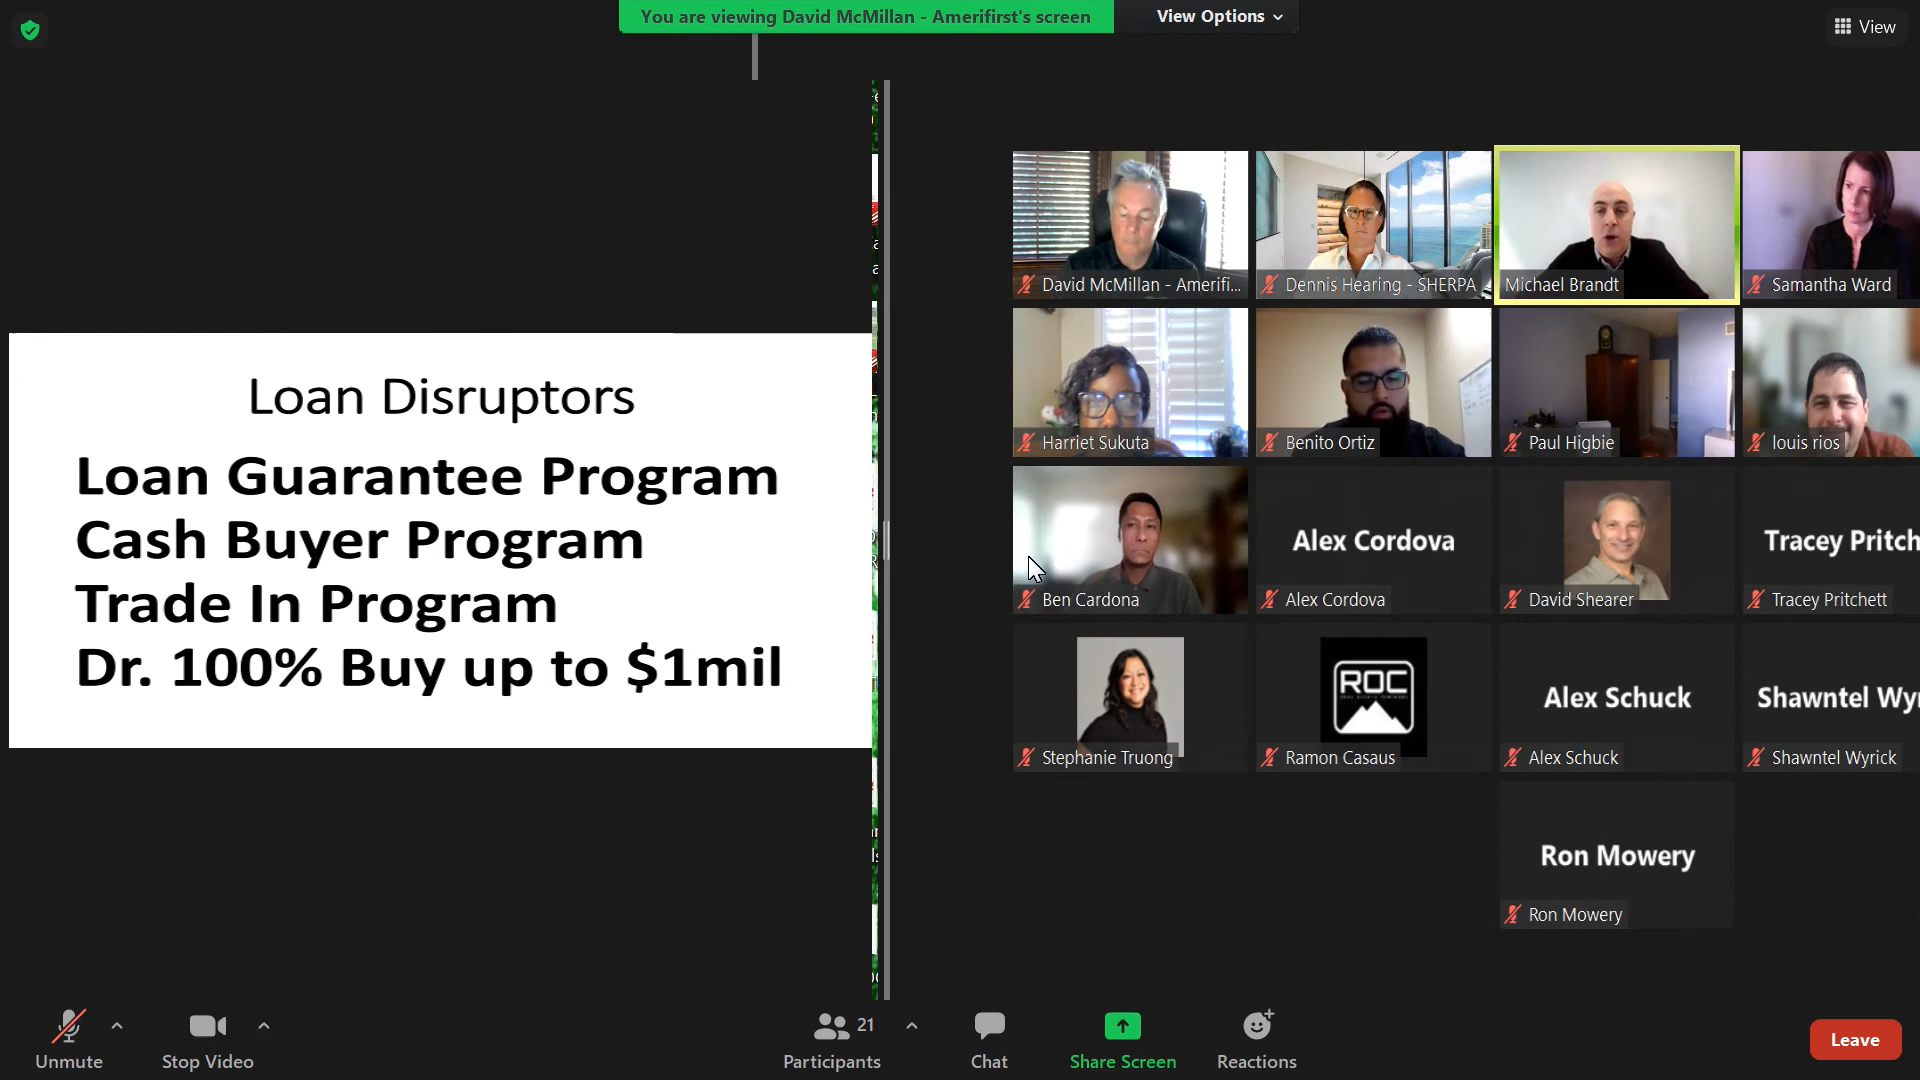 You are viewing David McMillan - Amerifirst's screen
View Options
View
Loan Disruptors
Loan Guarantee Program
Cash Buyer Program
Trade In Program
Dr. 100% Buy up to $1mil
David McMillan - Amerifi...
Dennis Hearing - SHERPA
Michael Brandt
Samantha Ward
Harriet Sukuta
Benito Ortiz
Paul Higbie
louis rios
Ben Cardona
Alex Cordova
Alex Cordova
David Shearer
Tracey Pritch
Tracey Pritchett
Stephanie Truong
ROC
Ramon Casaus
Alex Schuck
Alex Schuck
Shawntel Wyr
Shawntel Wyrick
Ron Mowery
Ron Mowery
Unmute
Stop Video
21
Participants
Chat
Share Screen
Reactions
Leave